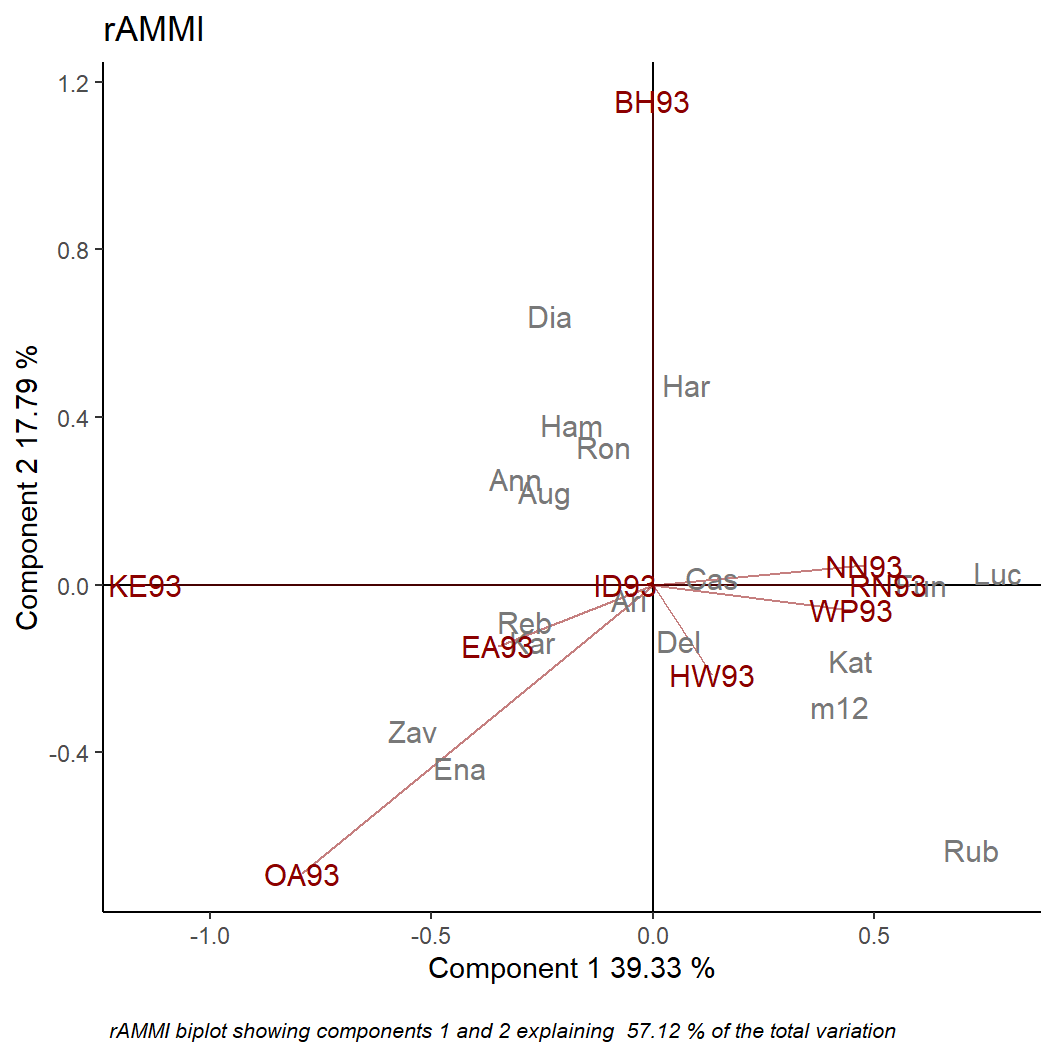 rAMMI
1.2
BH93
0.8
Dia
Har
0.4
Ham
Ron
Ann
Aug
Component 2 17.79 %
NN93
Luc
Cas
0.0
KE93
ID93
RN93
WP93
Reb
EA93
Del
HW93
Kat
m12
Zav
-0.4
Ena
Rub
OA93
-1.0 -0.5 0.0 0.5
Component 1 39.33 %
rAMMI biplot showing components 1 and 2 explaining 57.12 % of the total variation